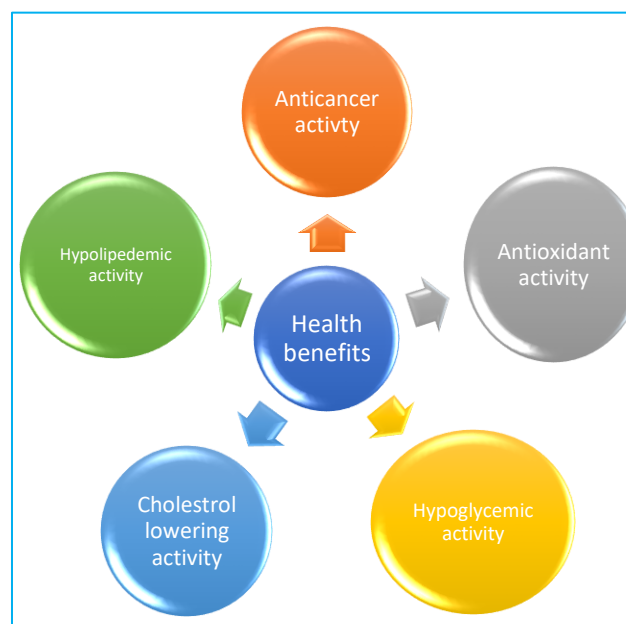 Anticancer
activty
Hypolipedemic
activity
Antioxidant
activity
Health
benefits
Cholestrol
lowering
activity
Hypoglycemic
activity